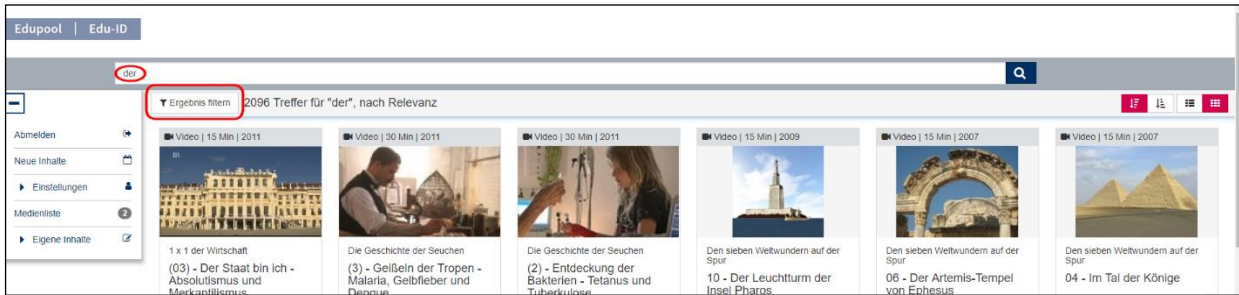 Edupool | Edu-ID
der
Ergebnis filtern 2096 Treffer für "der", nach Relevanz
Abmelden
Neue Inhalte
Einstellungen
Medienliste 2
Eigene Inhalte
Video | 15 Min | 2011
1 x 1 der Wirtschaft
(03) - Der Staat bin ich -
Absolutismus und
Merkantilismus
Video | 30 Min | 2011
Die Geschichte der Seuchen
(3) - Geißeln der Tropen -
Malaria, Gelbfieber und
Dengue
Video | 30 Min | 2011
Die Geschichte der Seuchen
(2) - Entdeckung der
Bakterien - Tetanus und
Tuberkulose
Video | 15 Min | 2009
Den sieben Weltwundern auf der
Spur
10 - Der Leuchtturm der
Insel Pharos
Video | 15 Min | 2007
Den sieben Weltwundern auf der
Spur
06 - Der Artemis-Tempel
von Ephesus
Video | 15 Min | 2007
Den sieben Weltwundern auf der
Spur
04 - Im Tal der Könige